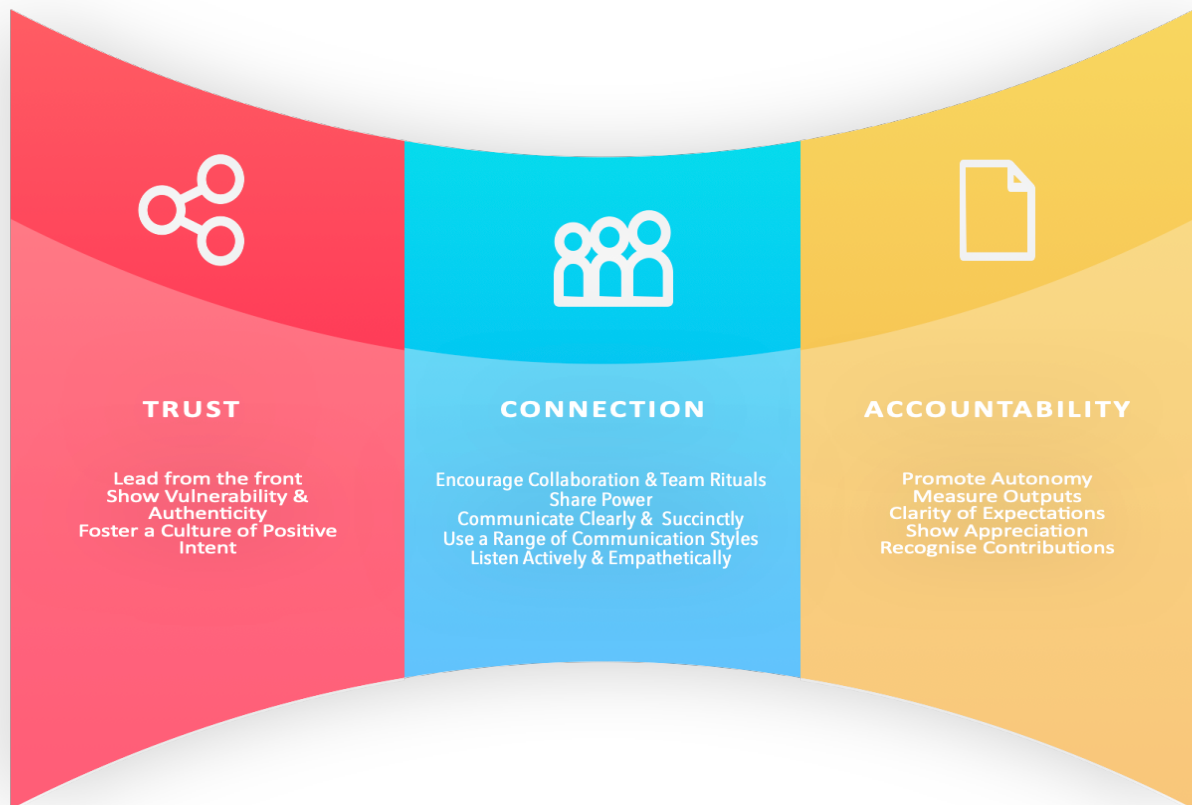 TRUST
Lead from the front
Show Vulnerability &
Authenticity
Foster a Culture of Positive
Intent
CONNECTION
Encourage Collaboration & Team Rituals
Share Power
Communicate Clearly & Succinctly
Use a Range of Communication Styles
Listen Actively & Empathetically
ACCOUNTABILITY
Promote Autonomy
Measure Outputs
Clarity of Expectations
Show Appreciation
Recognise Contributions